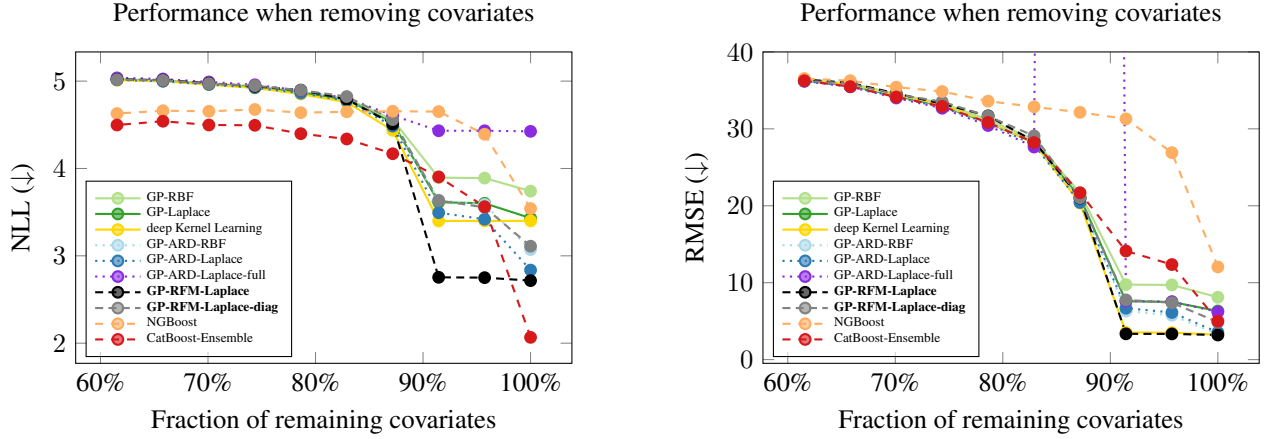 Performance when removing covariates
NLL (↓)
5
4
3
2
GP-RBF
GP-Laplace
deep Kernel Learning
GP-ARD-RBF
GP-ARD-Laplace
GP-ARD-Laplace-full
GP-RFM-Laplace
GP-RFM-Laplace-diag
NGBoost
CatBoost-Ensemble
60% 70% 80% 90% 100%
Fraction of remaining covariates
Performance when removing covariates
RMSE (↓)
40
30
20
10
0
GP-RBF
GP-Laplace
deep Kernel Learning
GP-ARD-RBF
GP-ARD-Laplace
GP-ARD-Laplace-full
GP-RFM-Laplace
GP-RFM-Laplace-diag
NGBoost
CatBoost-Ensemble
60% 70% 80% 90% 100%
Fraction of remaining covariates